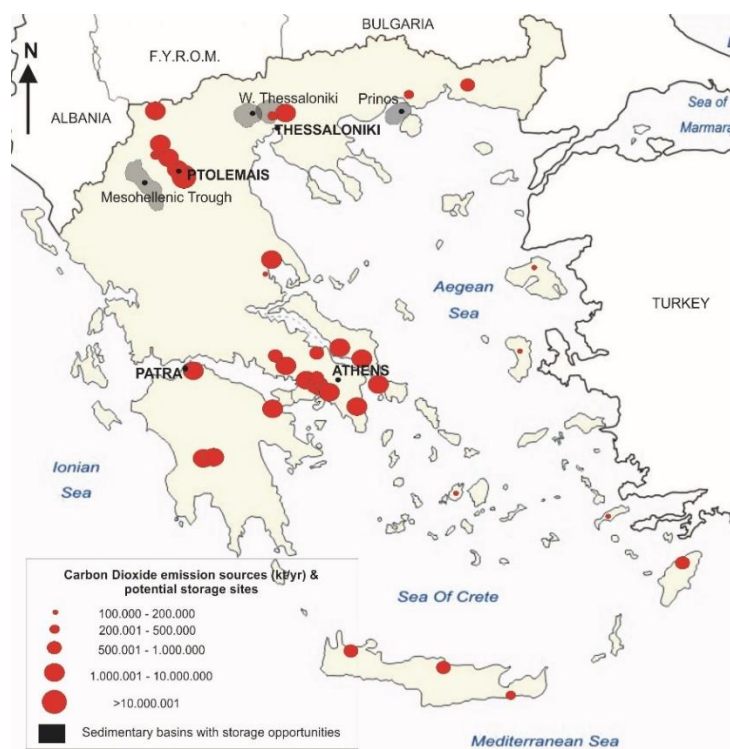 BULGARIA
F.Y.R.O.M.
N
ALBANIA
W. Thessaloniki
Prinos
Sea of
Marmara
THESSALONIKI
PTOLEMAIS
Mesohellenic Trough
Aegean
Sea
TURKEY
PATRA
ATHENS
Ionian
Sea
Sea Of Crete
Mediterranean Sea
Carbon Dioxide emission sources (kt/yr) &
potential storage sites
100.000 - 200.000
200.001 - 500.000
500.001 - 1.000.000
1.000.001 - 10.000.000
>10.000.001
Sedimentary basins with storage opportunities